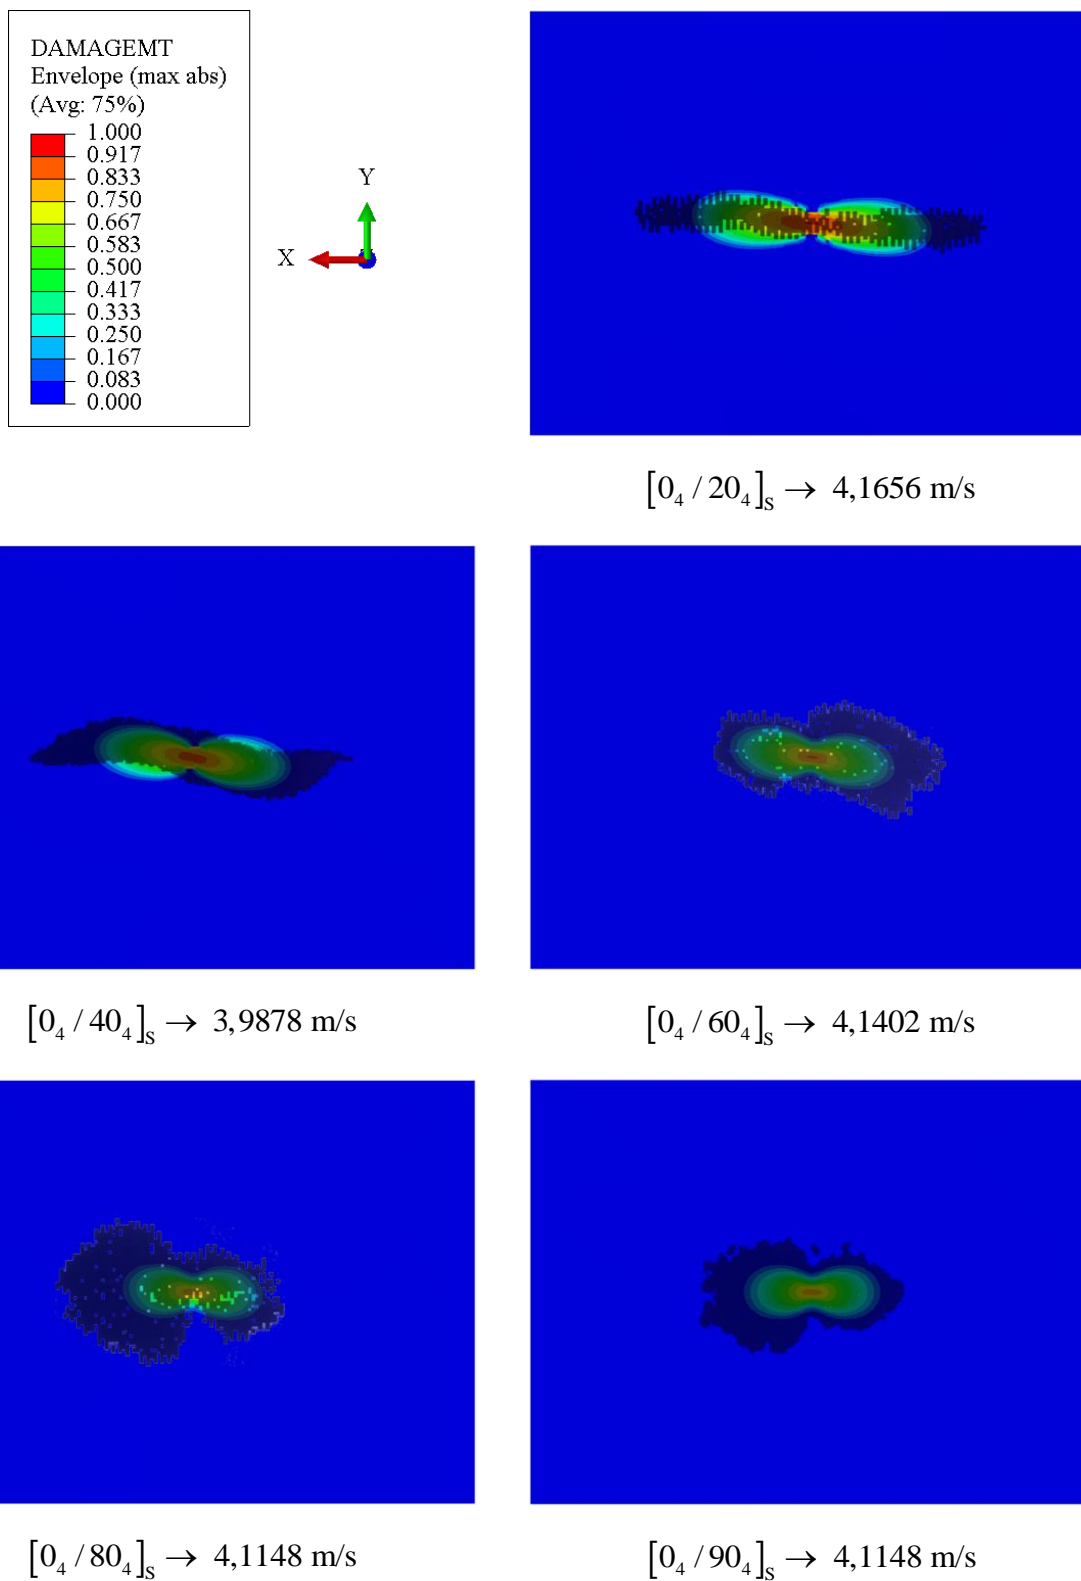 DAMAGEMT
Envelope (max abs)
(Avg: 75%)
1.000
0.917
0.833
0.750
0.667
0.583
0.500
0.417
0.333
0.250
0.167
0.083
0.000
Y
X
[0₄ / 20₄]ₛ → 4,1656 m/s
[0₄ / 40₄]ₛ → 3,9878 m/s
[0₄ / 60₄]ₛ → 4,1402 m/s
[0₄ / 80₄]ₛ → 4,1148 m/s
[0₄ / 90₄]ₛ → 4,1148 m/s